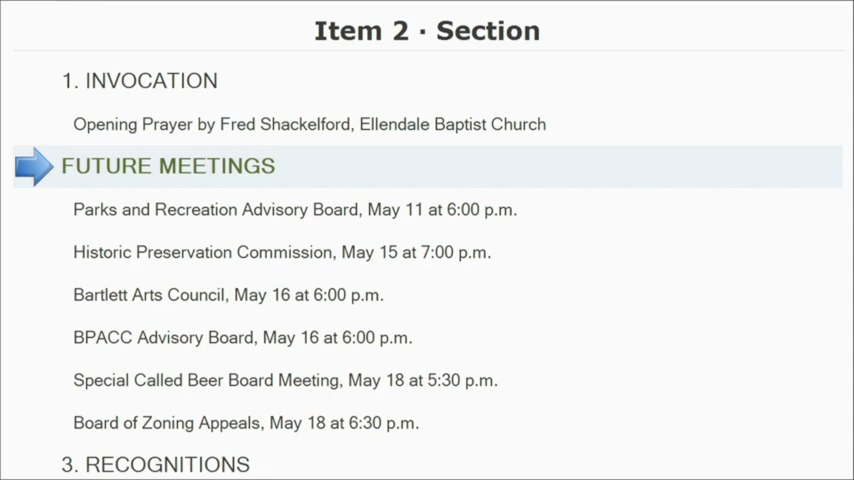 Item 2 · Section
1. INVOCATION
Opening Prayer by Fred Shackelford, Ellendale Baptist Church
FUTURE MEETINGS
Parks and Recreation Advisory Board, May 11 at 6:00 p.m.
Historic Preservation Commission, May 15 at 7:00 p.m.
Bartlett Arts Council, May 16 at 6:00 p.m.
BPACC Advisory Board, May 16 at 6:00 p.m.
Special Called Beer Board Meeting, May 18 at 5:30 p.m.
Board of Zoning Appeals, May 18 at 6:30 p.m.
3. RECOGNITIONS